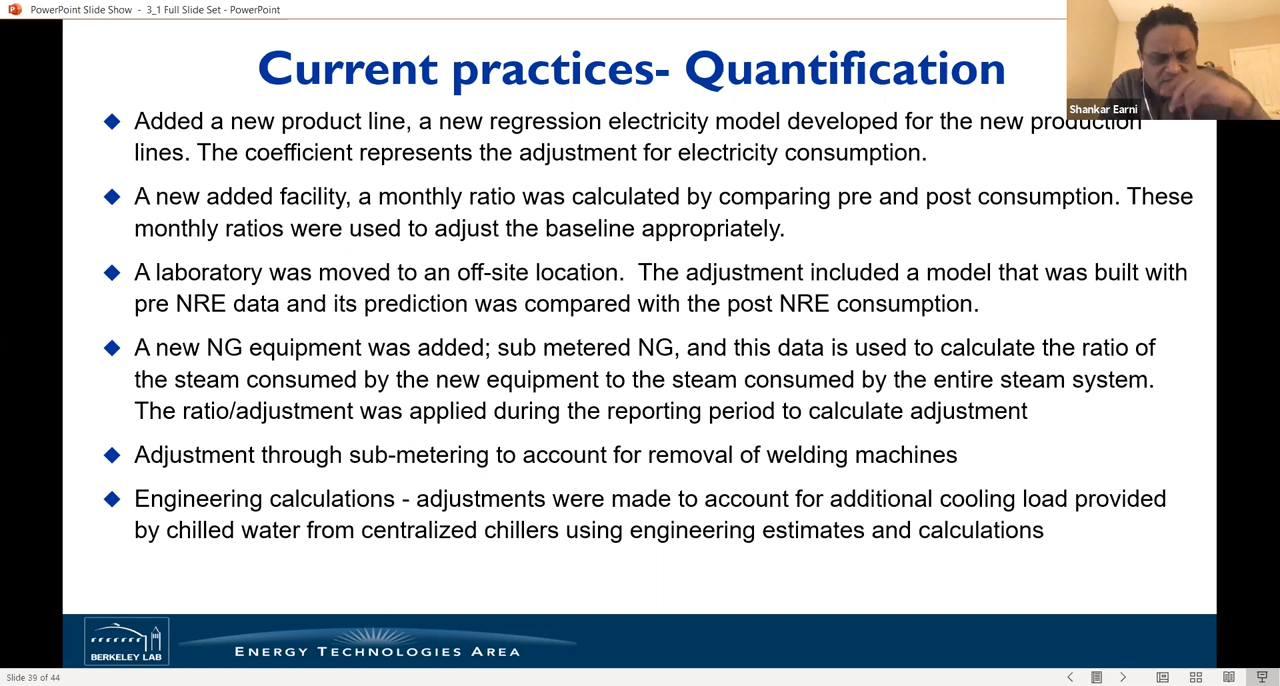 PowerPoint Slide Show - 3_1 Full Slide Set - PowerPoint
Current practices- Quantification
Shankar Earni
Added a new product line, a new regression electricity model developed for the new production
lines. The coefficient represents the adjustment for electricity consumption.
A new added facility, a monthly ratio was calculated by comparing pre and post consumption. These
monthly ratios were used to adjust the baseline appropriately.
A laboratory was moved to an off-site location. The adjustment included a model that was built with
pre NRE data and its prediction was compared with the post NRE consumption.
A new NG equipment was added; sub metered NG, and this data is used to calculate the ratio of
the steam consumed by the new equipment to the steam consumed by the entire steam system.
The ratio/adjustment was applied during the reporting period to calculate adjustment
Adjustment through sub-metering to account for removal of welding machines
Engineering calculations - adjustments were made to account for additional cooling load provided
by chilled water from centralized chillers using engineering estimates and calculations
BERKELEY LAB
ENERGY TECHNOLOGIES AREA
Slide 39 of 44